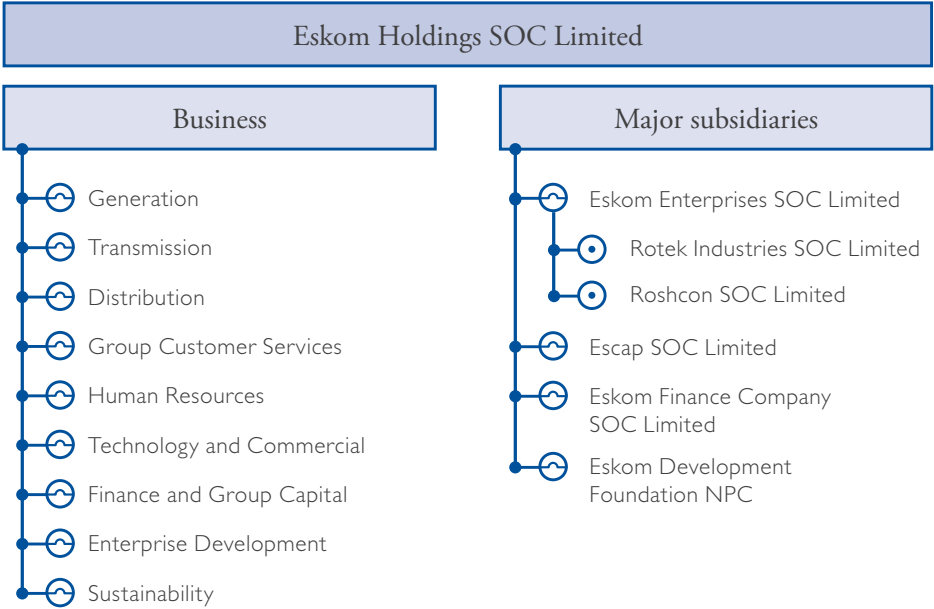 Eskom Holdings SOC Limited
Business
Generation
Transmission
Distribution
Group Customer Services
Human Resources
Technology and Commercial
Finance and Group Capital
Enterprise Development
Sustainability
Major subsidiaries
Eskom Enterprises SOC Limited
Rotek Industries SOC Limited
Roshcon SOC Limited
Escap SOC Limited
Eskom Finance Company
SOC Limited
Eskom Development
Foundation NPC